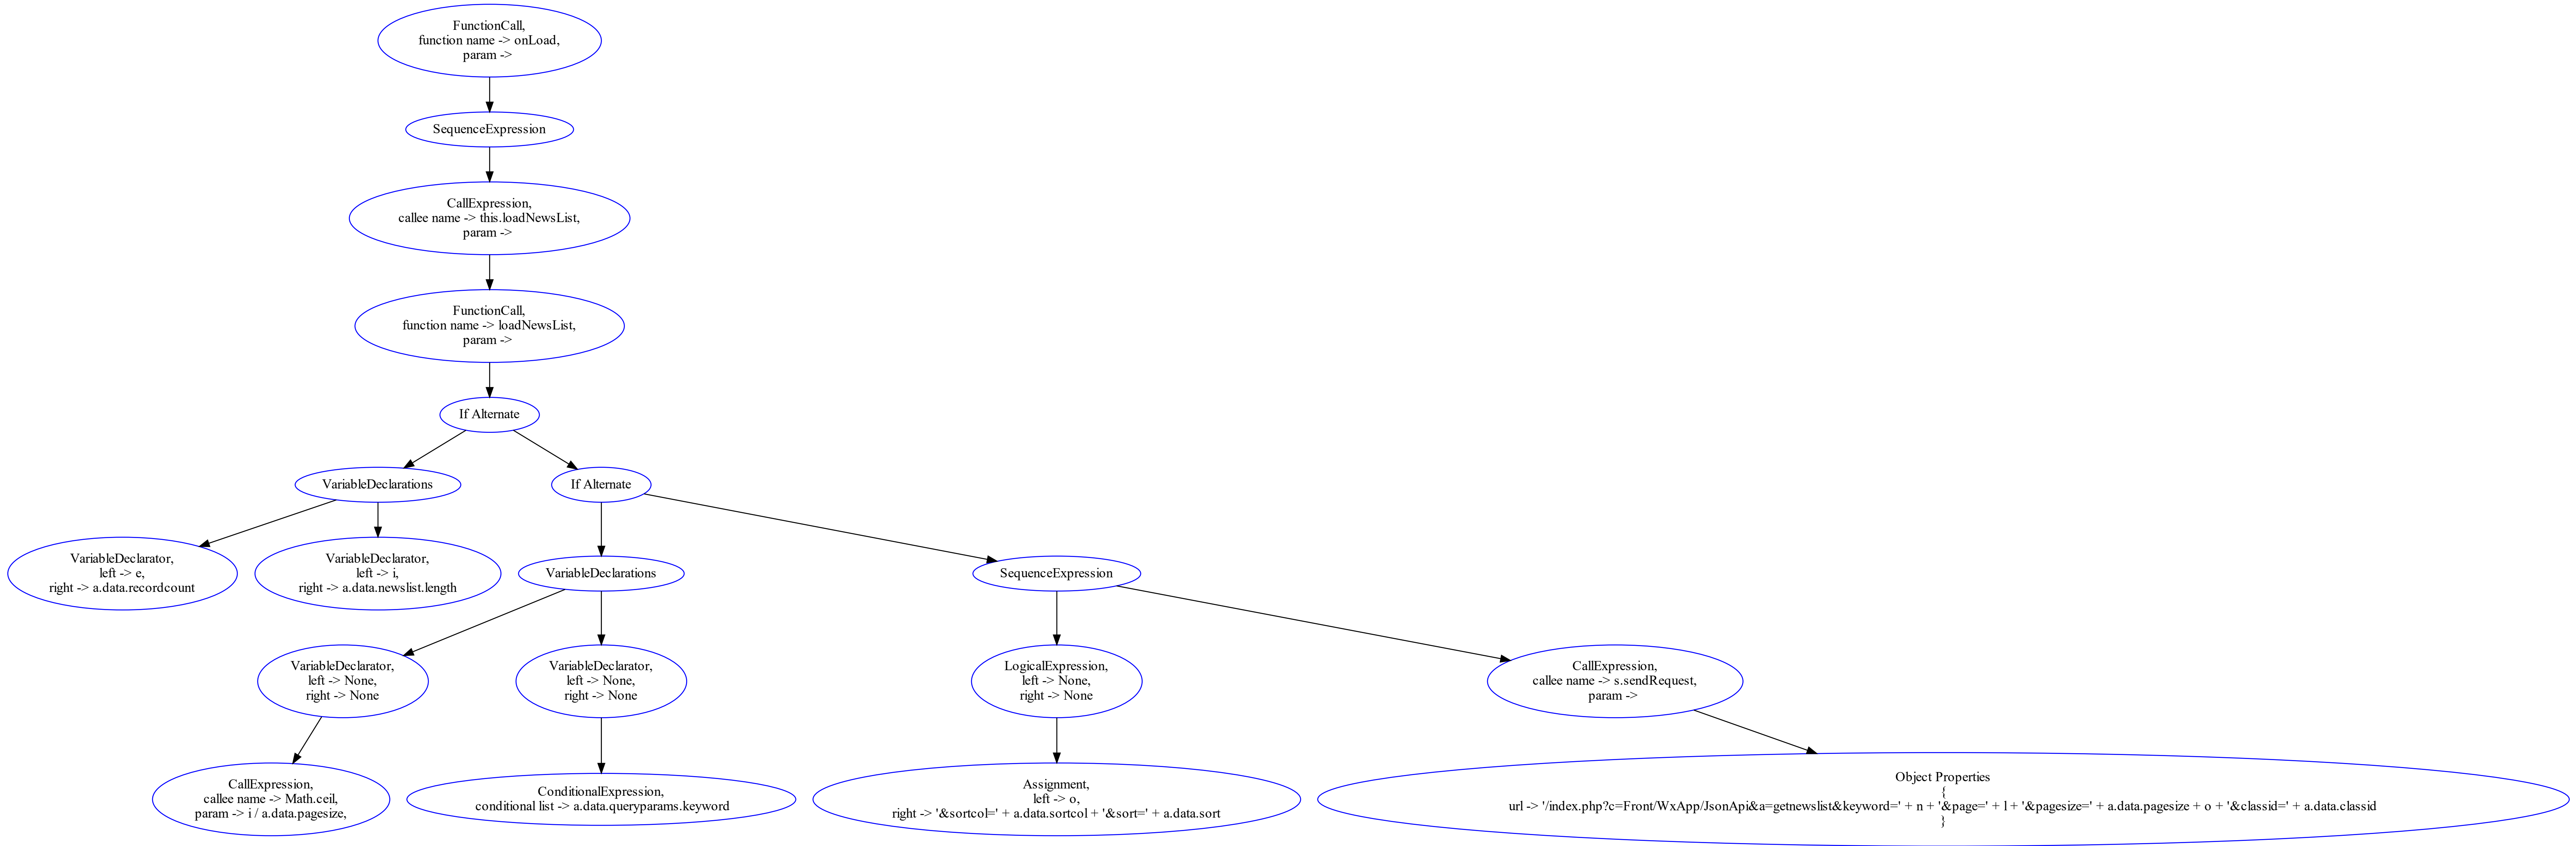 FunctionCall,
function name -> onLoad,
param ->
SequenceExpression
CallExpression,
callee name -> this.loadNewsList,
param ->
FunctionCall,
function name -> loadNewsList,
param ->
If Alternate
VariableDeclarations
If Alternate
VariableDeclarator,
left -> e,
right -> a.data.recordcount
VariableDeclarator,
left -> i,
right -> a.data.newslist.length
VariableDeclarations
SequenceExpression
VariableDeclarator,
left -> None,
right -> None
VariableDeclarator,
left -> None,
right -> None
LogicalExpression,
left -> None,
right -> None
CallExpression,
callee name -> s.sendRequest,
param ->
CallExpression,
callee name -> Math.ceil,
param -> i / a.data.pagesize,
ConditionalExpression,
conditional list -> a.data.queryparams.keyword
Assignment,
left -> o,
right -> '&sortcol=' + a.data.sortcol + '&sort=' + a.data.sort
Object Properties
{
url -> '/index.php?c=Front/WxApp/JsonApi&a=getnewslist&keyword=' + n + '&page=' + l + '&pagesize=' + a.data.pagesize + o + '&classid=' + a.data.classid
}